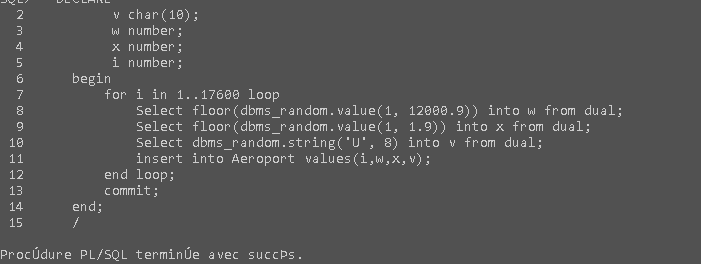 SQL>   DECLARE
  2           v char(10);
  3           w number;
  4           x number;
  5           i number;
  6      begin
  7          for i in 1..17600 loop
  8              Select floor(dbms_random.value(1, 12000.9)) into w from dual;
  9              Select floor(dbms_random.value(1, 1.9)) into x from dual;
 10              Select dbms_random.string('U', 8) into v from dual;
 11              insert into Aeroport values(i,w,x,v);
 12          end loop;
 13          commit;
 14      end;
 15      /
ProcÚdure PL/SQL terminÚe avec succÞs.